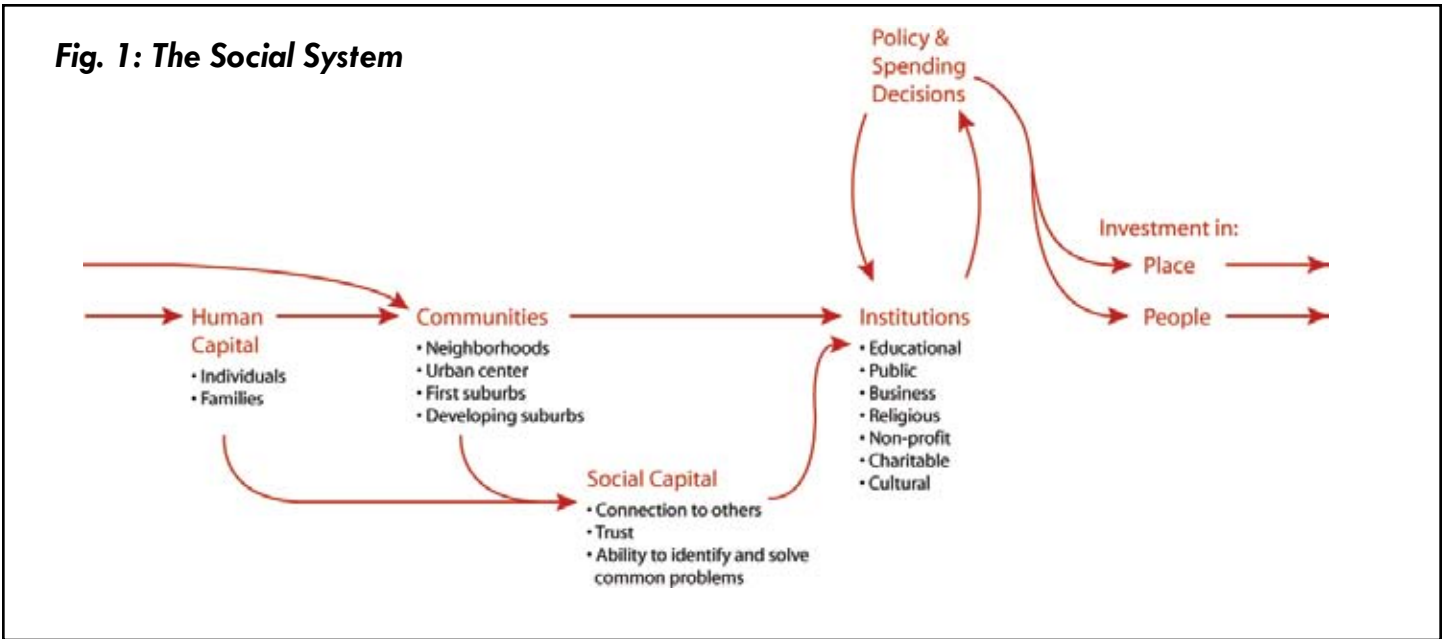 Fig. 1: The Social System
Policy &
Spending
Decisions
Investment in:
Place
People
Human
Capital
• Individuals
• Families
Communities
• Neighborhoods
• Urban center
• First suburbs
• Developing suburbs
Social Capital
• Connection to others
• Trust
• Ability to identify and solve
common problems
Institutions
• Educational
• Public
• Business
• Religious
• Non-profit
• Charitable
• Cultural